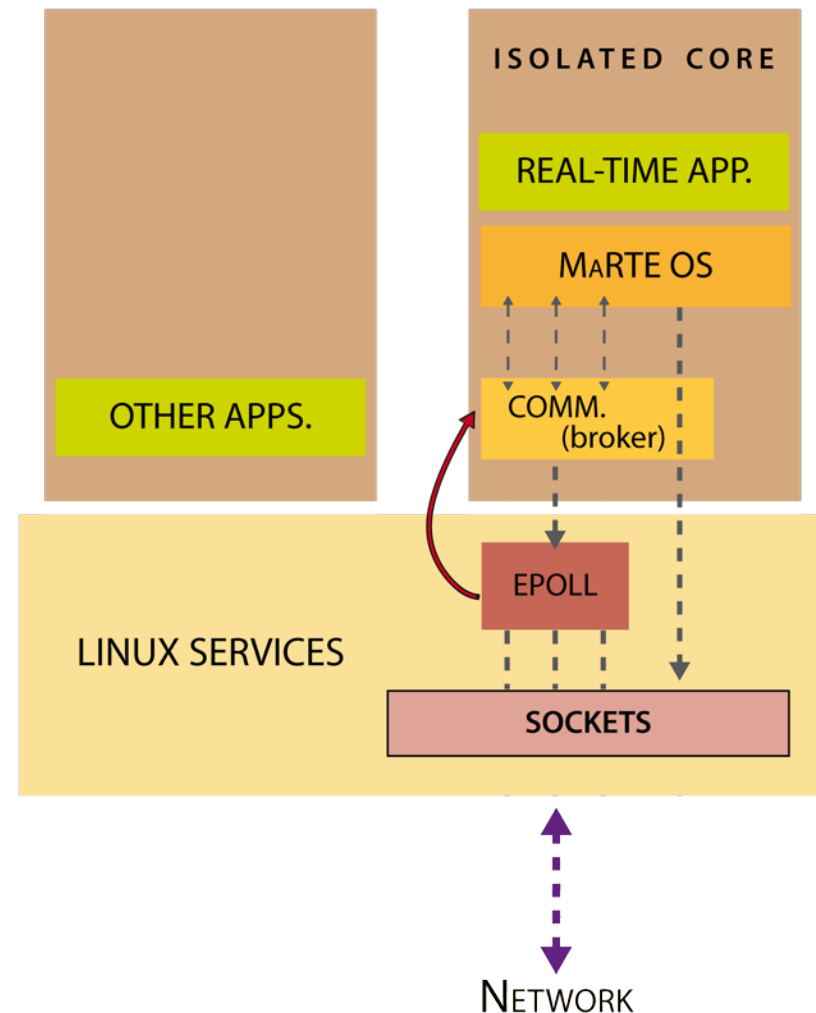 ISOLATED CORE
REAL-TIME APP.
MaRTE OS
OTHER APPS.
COMM.
(broker)
EPOLL
LINUX SERVICES
SOCKETS
NETWORK